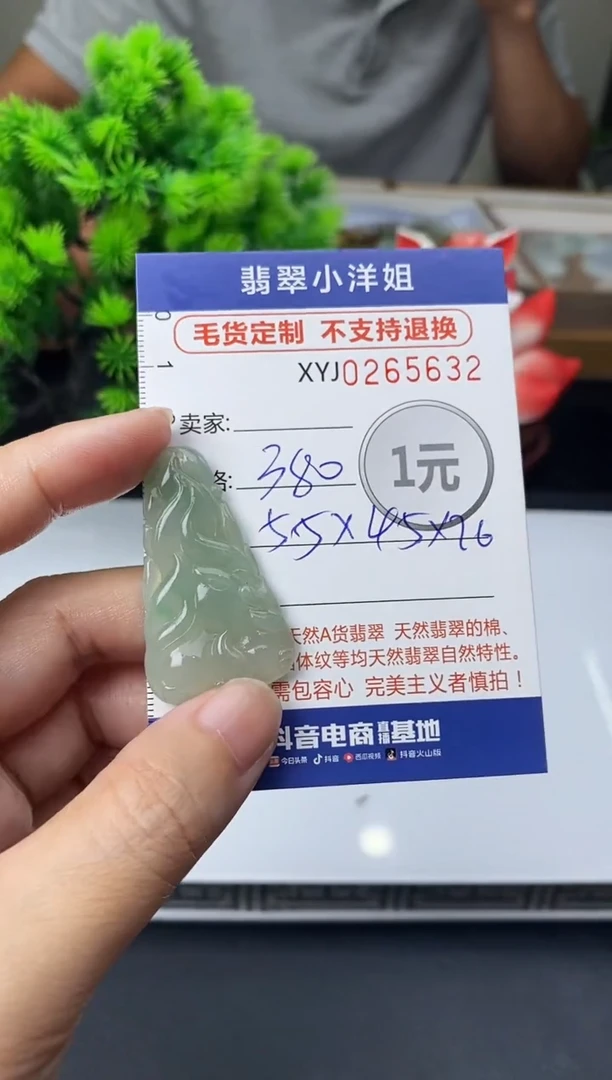 翡翠小洋姐
毛货定制 不支持退换
0
1
XYJ0265632
卖家:
格: 380
1元
55X45X26
天然A货翡翠 天然翡翠的棉、
体纹等均天然翡翠自然特性。
需包容心 完美主义者慎拍!
抖音电商直播基地
今日头条 抖音 西瓜视频 抖音火山版